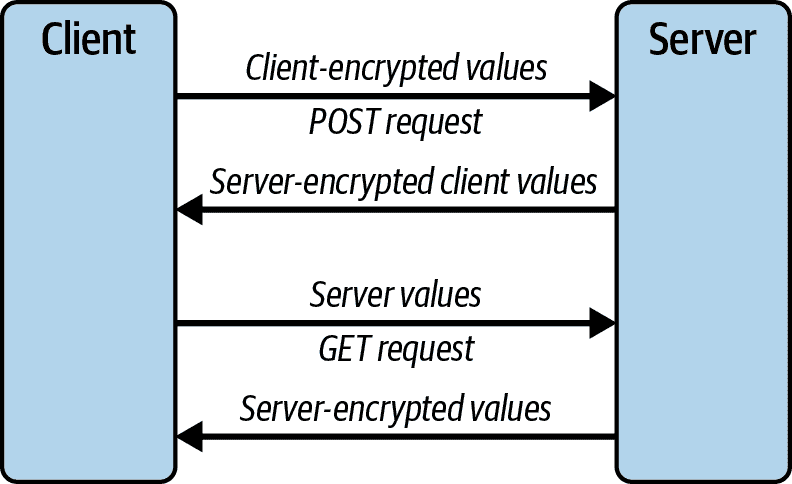 Client
Server
Client-encrypted values
POST request
Server-encrypted client values
Server values
GET request
Server-encrypted values